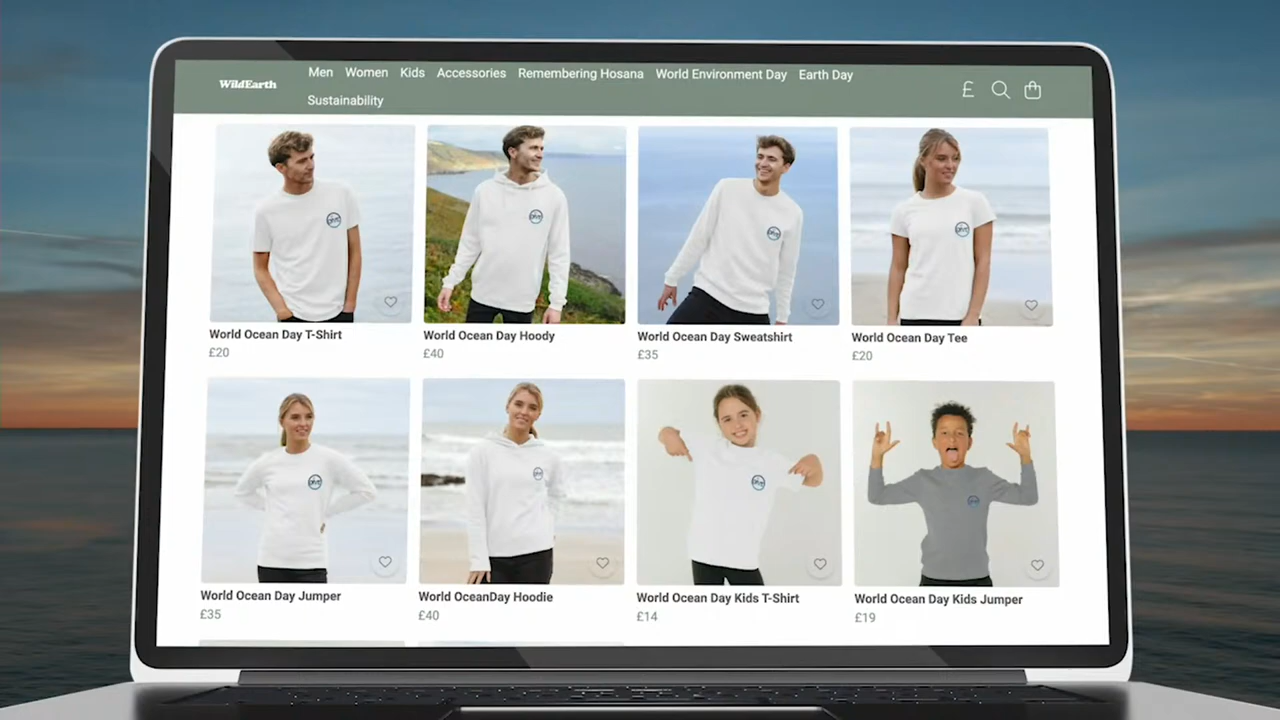 WildEarth
Men Women Kids Accessories Remembering Hosana World Environment Day Earth Day
Sustainability
£
World Ocean Day T-Shirt
£20
World Ocean Day Hoody
£40
World Ocean Day Sweatshirt
£35
World Ocean Day Tee
£20
World Ocean Day Jumper
£35
World OceanDay Hoodie
£40
World Ocean Day Kids T-Shirt
£14
World Ocean Day Kids Jumper
£19